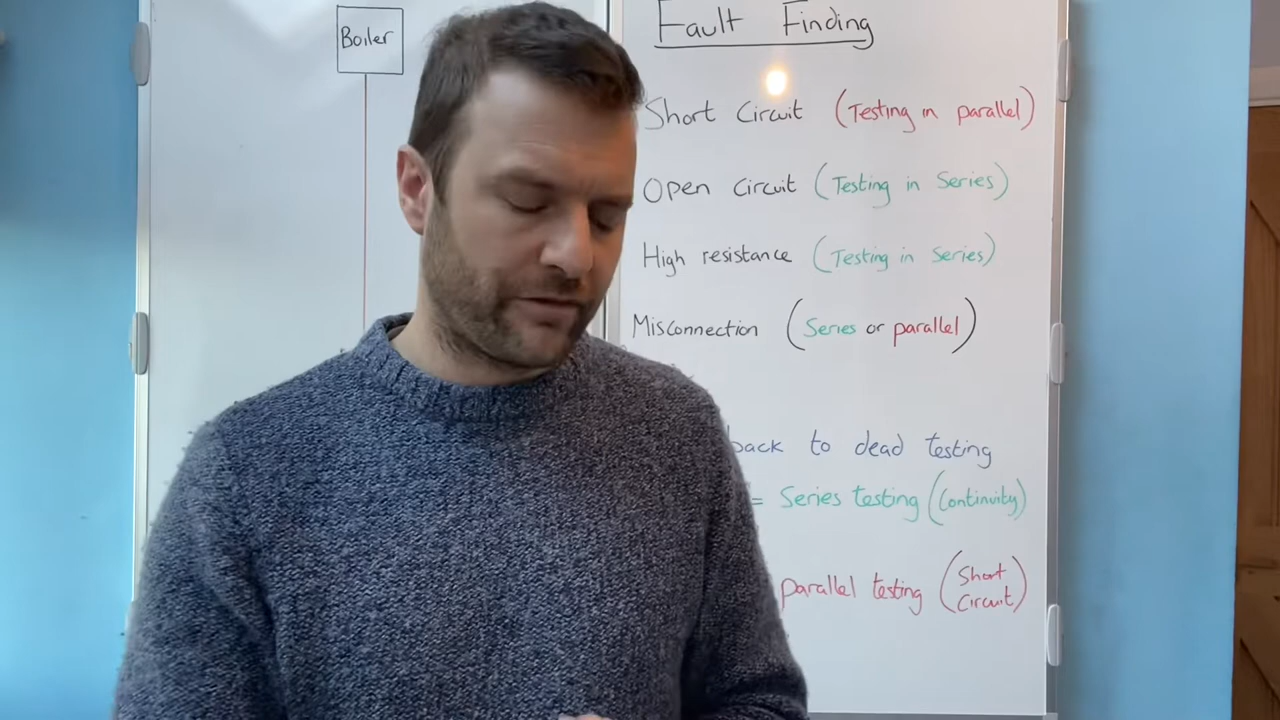 Boiler
Fault Finding
Short Circuit (Testing in parallel)
Open Circuit (Testing in Series)
High resistance (Testing in Series)
Misconnection (Series or parallel)
back to dead testing
= Series testing (Continuity)
parallel testing (Short
Circuit)